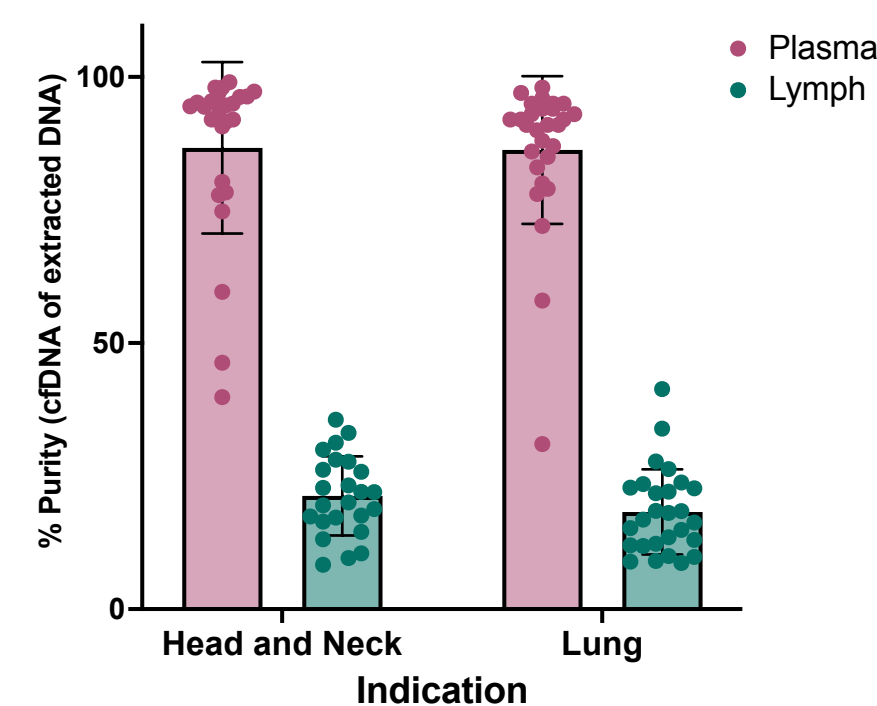 Plasma
Lymph
% Purity (cfDNA of extracted DNA)
100
50
0
Head and Neck
Lung
Indication